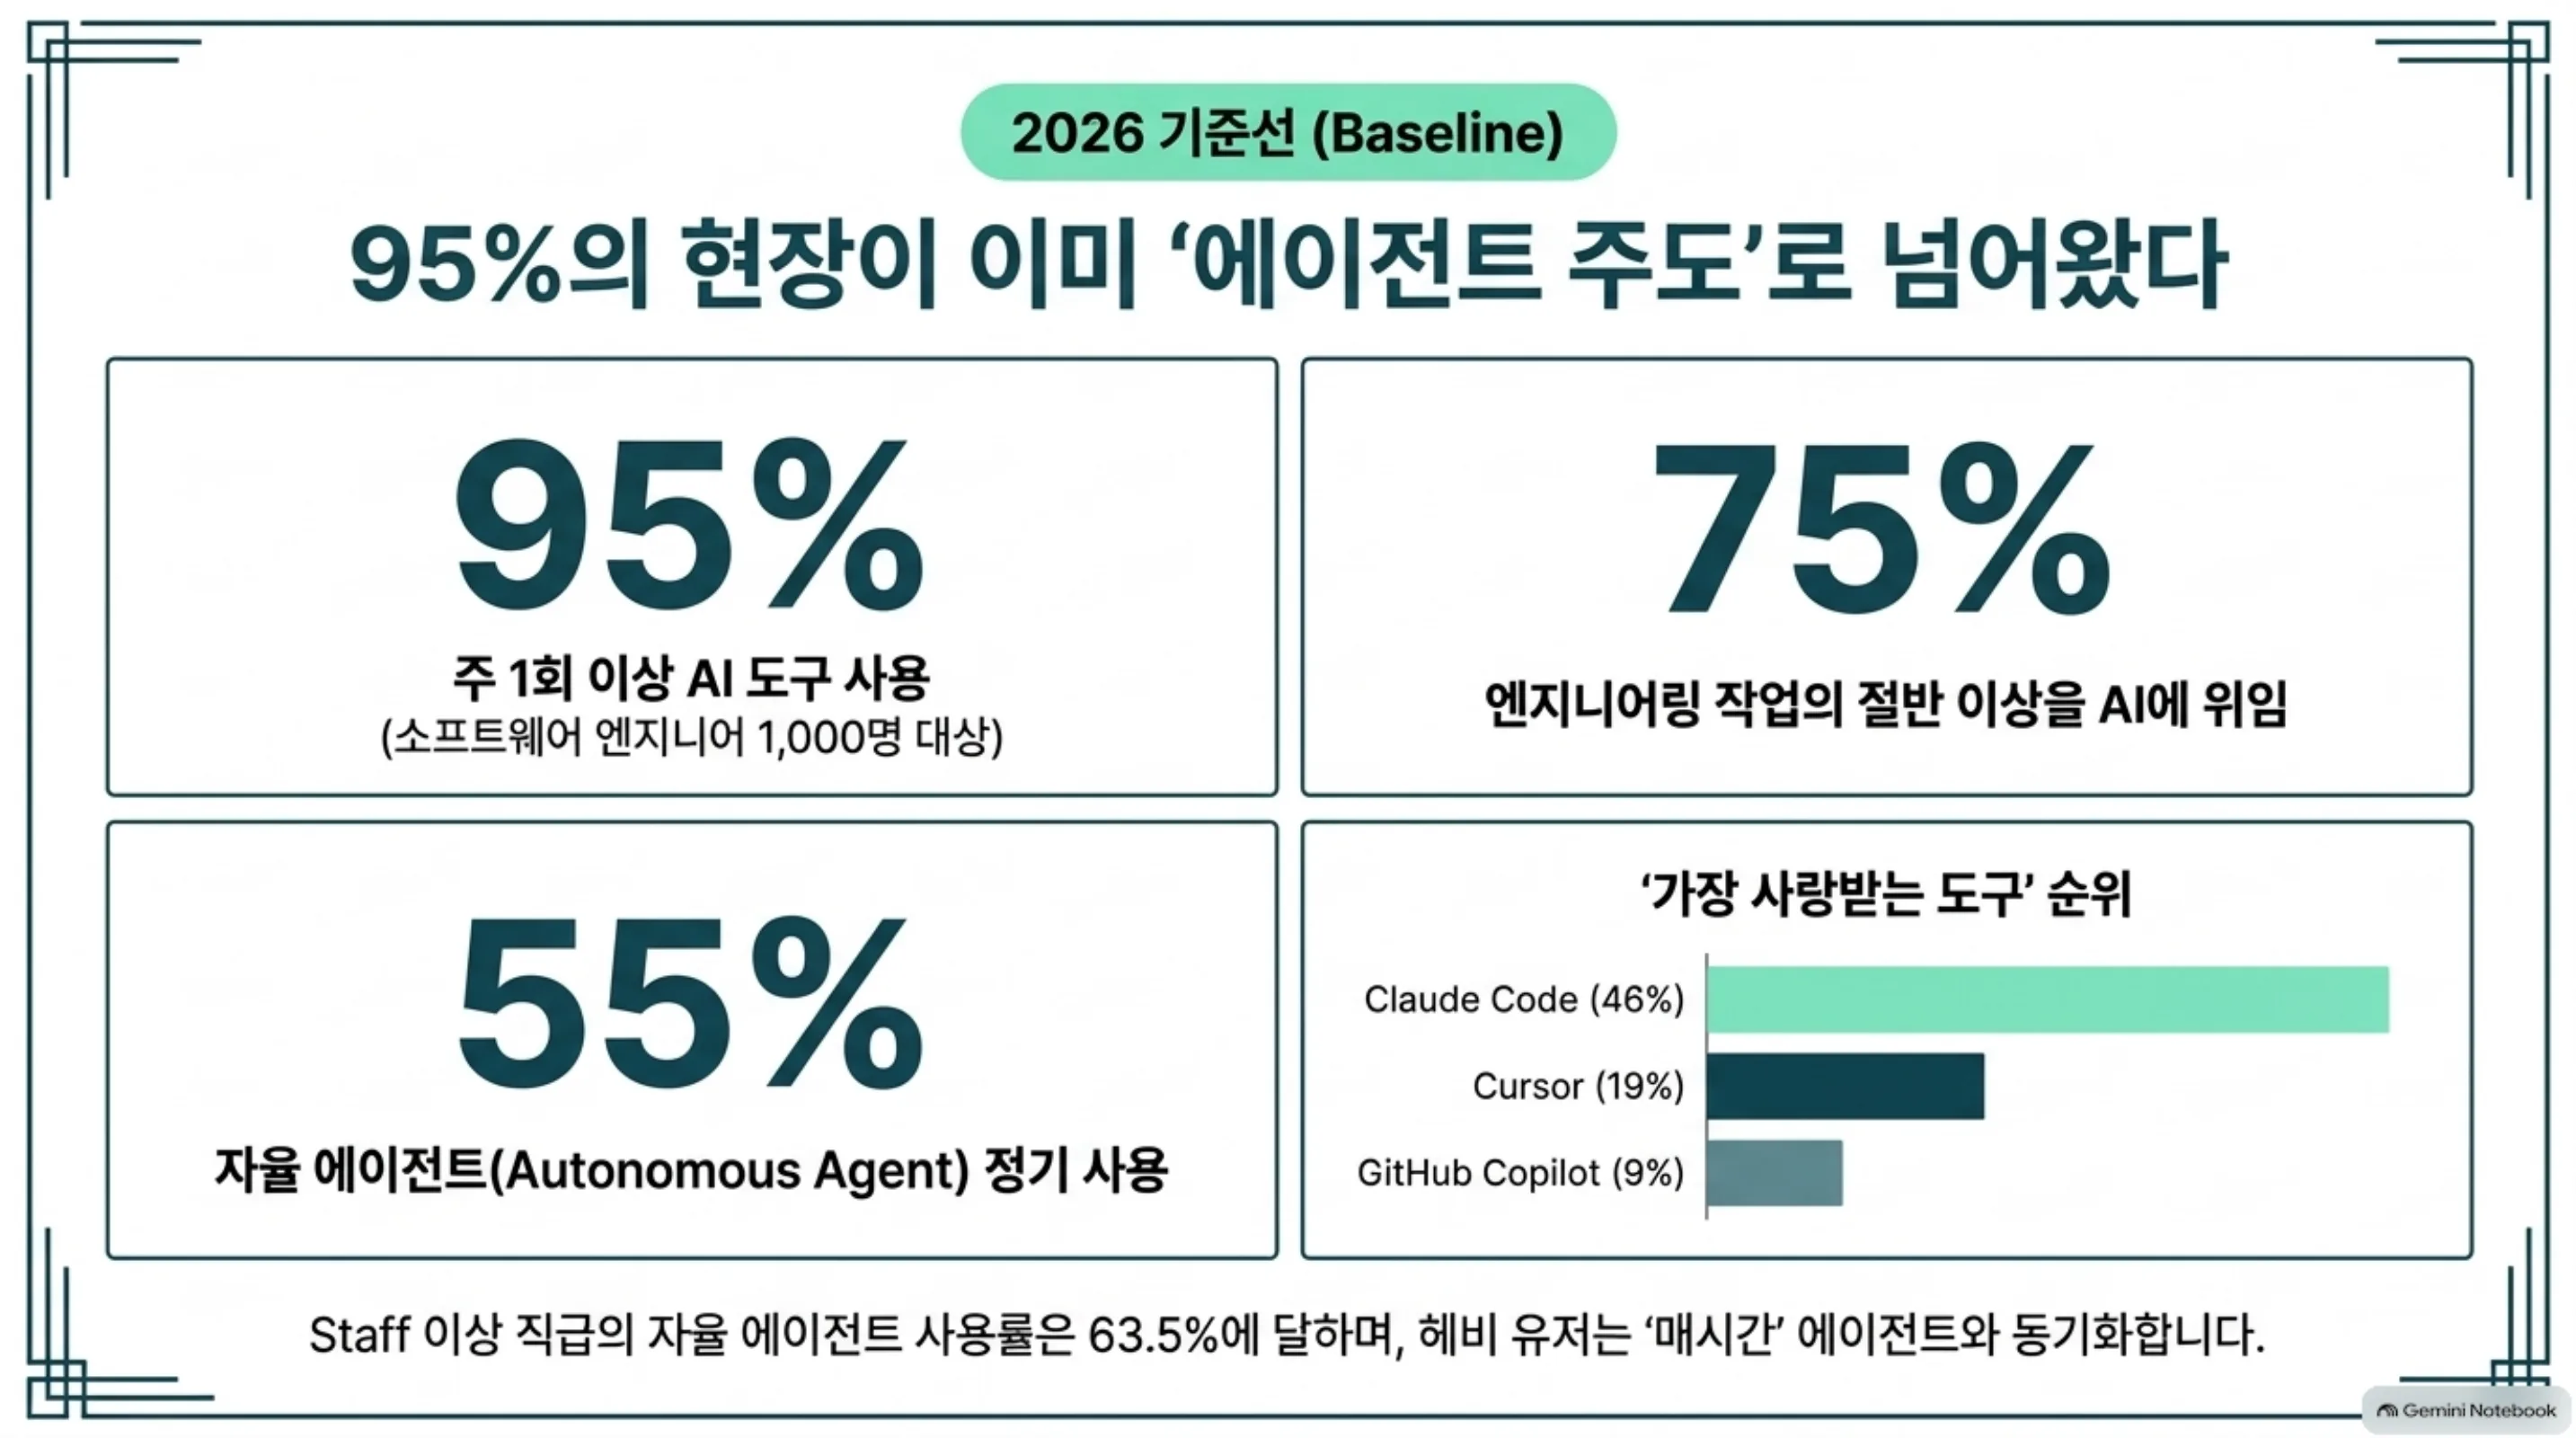 2026 기준선 (Baseline)
95%의 현장이 이미 ‘에이전트 주도’로 넘어왔다
95%
주 1회 이상 AI 도구 사용
(소프트웨어 엔지니어 1,000명 대상)
75%
엔지니어링 작업의 절반 이상을 AI에 위임
55%
자율 에이전트(Autonomous Agent) 정기 사용
‘가장 사랑받는 도구’ 순위
Claude Code (46%)
Cursor (19%)
GitHub Copilot (9%)
Staff 이상 직급의 자율 에이전트 사용률은 63.5%에 달하며, 헤비 유저는 ‘매시간’ 에이전트와 동기화합니다.
Gemini Notebook